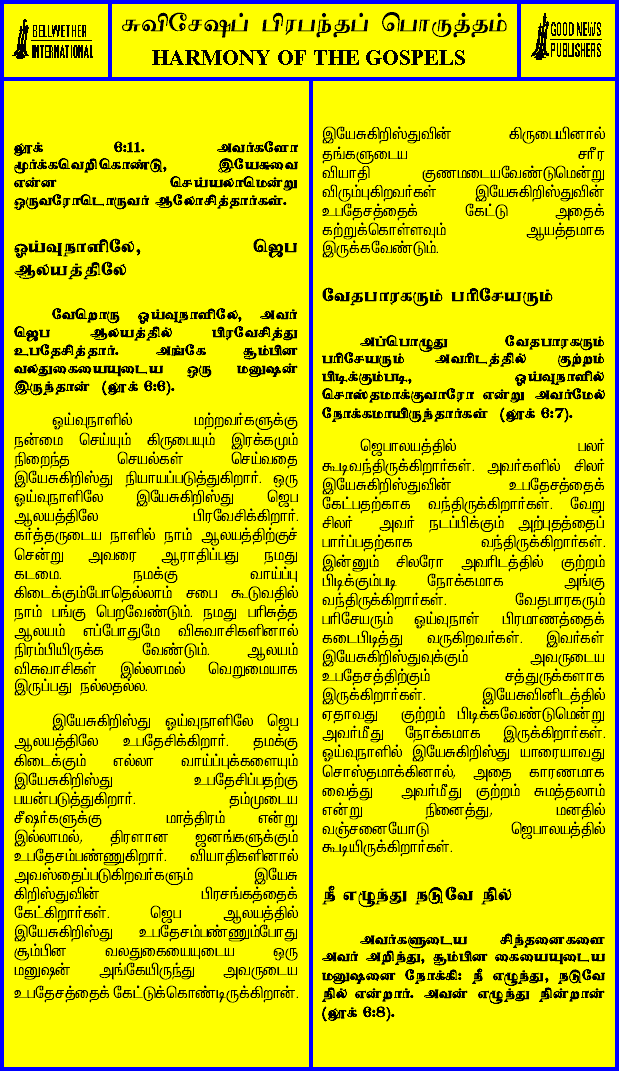 BELLWETHER
INTERNATIONAL
சுவிசேஷப் பிரபந்தப் பொருத்தம்
HARMONY OF THE GOSPELS
GOOD NEWS
PUBLISHERS
லூக் 6:11. அவர்களோ
மூர்க்கவெறிகொண்டு, இயேசுவை
என்ன செய்யலாமென்று
ஒருவரோடொருவர் ஆலோசித்தார்கள்.
ஓய்வுநாளிலே, ஜெப
ஆலயத்திலே
வேறொரு ஓய்வுநாளிலே, அவர்
ஜெப ஆலயத்தில் பிரவேசித்து
உபதேசித்தார். அங்கே சூம்பின
வலதுகையையுடைய ஒரு மனுஷன்
இருந்தான் (லூக் 6:6).
ஓய்வுநாளில் மற்றவர்களுக்கு
நன்மை செய்யும் கிருபையும் இரக்கமும்
நிறைந்த செயல்கள் செய்வதை
இயேசுகிறிஸ்து நியாயப்படுத்துகிறார். ஒரு
ஓய்வுநாளிலே இயேசுகிறிஸ்து ஜெப
ஆலயத்திலே பிரவேசிக்கிறார்.
கர்த்தருடைய நாளில் நாம் ஆலயத்திற்குச்
சென்று அவரை ஆராதிப்பது நமது
கடமை. நமக்கு வாய்ப்பு
கிடைக்கும்போதெல்லாம் சபை கூடுவதில்
நாம் பங்கு பெறவேண்டும். நமது பரிசுத்த
ஆலயம் எப்போதுமே விசுவாசிகளினால்
நிரம்பியிருக்க வேண்டும். ஆலயம்
விசுவாசிகள் இல்லாமல் வெறுமையாக
இருப்பது நல்லதல்ல.
இயேசுகிறிஸ்து ஓய்வுநாளிலே ஜெப
ஆலயத்திலே உபதேசிக்கிறார். தமக்கு
கிடைக்கும் எல்லா வாய்ப்புக்களையும்
இயேசுகிறிஸ்து உபதேசிப்பதற்கு
பயன்படுத்துகிறார். தம்முடைய
சீஷர்களுக்கு மாத்திரம் என்று
இல்லாமல், திரளான ஜனங்களுக்கும்
உபதேசம்பண்ணுகிறார். வியாதிகளினால்
அவஸ்தைப்படுகிறவர்களும் இயேசு
கிறிஸ்துவின் பிரசங்கத்தைக்
கேட்கிறார்கள். ஜெப ஆலயத்தில்
இயேசுகிறிஸ்து உபதேசம்பண்ணும்போது
சூம்பின வலதுகையையுடைய ஒரு
மனுஷன் அங்கேயிருந்து அவருடைய
உபதேசத்தைக் கேட்டுக்கொண்டிருக்கிறான்.
இயேசுகிறிஸ்துவின் கிருபையினால்
தங்களுடைய சரீர
வியாதி குணமடையவேண்டுமென்று
விரும்புகிறவர்கள் இயேசுகிறிஸ்துவின்
உபதேசத்தைக் கேட்டு அதைக்
கற்றுக்கொள்ளவும் ஆயத்தமாக
இருக்கவேண்டும்.
வேதபாரகரும் பரிசேயரும்
அப்பொழுது வேதபாரகரும்
பரிசேயரும் அவரிடத்தில் குற்றம்
பிடிக்கும்படி, ஓய்வுநாளில்
சொஸ்தமாக்குவாரோ என்று அவர்மேல்
நோக்கமாயிருந்தார்கள் (லூக் 6:7).
ஜெபாலயத்தில் பலர்
கூடிவந்திருக்கிறார்கள். அவர்களில் சிலர்
இயேசுகிறிஸ்துவின் உபதேசத்தைக்
கேட்பதற்காக வந்திருக்கிறார்கள். வேறு
சிலர் அவர் நடப்பிக்கும் அற்புதத்தைப்
பார்ப்பதற்காக வந்திருக்கிறார்கள்.
இன்னும் சிலரோ அவரிடத்தில் குற்றம்
பிடிக்கும்படி நோக்கமாக அங்கு
வந்திருக்கிறார்கள். வேதபாரகரும்
பரிசேயரும் ஓய்வுநாள் பிரமாணத்தைக்
கடைபிடித்து வருகிறவர்கள். இவர்கள்
இயேசுகிறிஸ்துவுக்கும் அவருடைய
உபதேசத்திற்கும் சத்துருக்களாக
இருக்கிறார்கள். இயேசுவினிடத்தில்
ஏதாவது குற்றம் பிடிக்கவேண்டுமென்று
அவர்மீது நோக்கமாக இருக்கிறார்கள்.
ஓய்வுநாளில் இயேசுகிறிஸ்து யாரையாவது
சொஸ்தமாக்கினால், அதை காரணமாக
வைத்து அவர்மீது குற்றம் சுமத்தலாம்
என்று நினைத்து, மனதில்
வஞ்சனையோடு ஜெபாலயத்தில்
கூடியிருக்கிறார்கள்.
நீ எழுந்து நடுவே நில்
அவர்களுடைய சிந்தனைகளை
அவர் அறிந்து, சூம்பின கையையுடைய
மனுஷனை நோக்கி: நீ எழுந்து, நடுவே
நில் என்றார். அவன் எழுந்து நின்றான்
(லூக் 6:8).